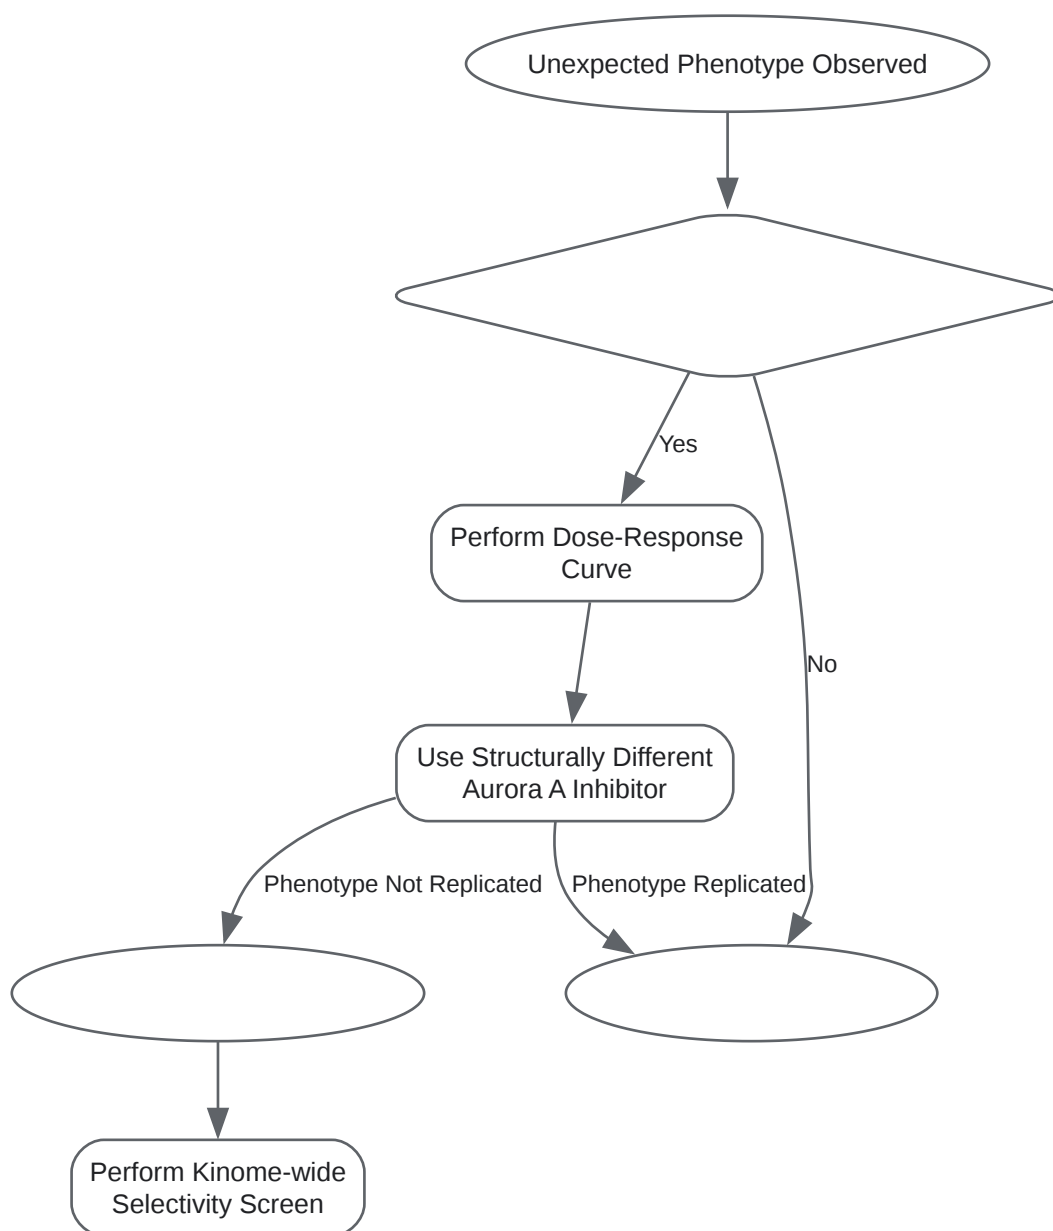 Unexpected Phenotype Observed
Yes
Perform Dose-Response
Curve
No
Use Structurally Different
Aurora A Inhibitor
Phenotype Not Replicated
Phenotype Replicated
Perform Kinome-wide
Selectivity Screen